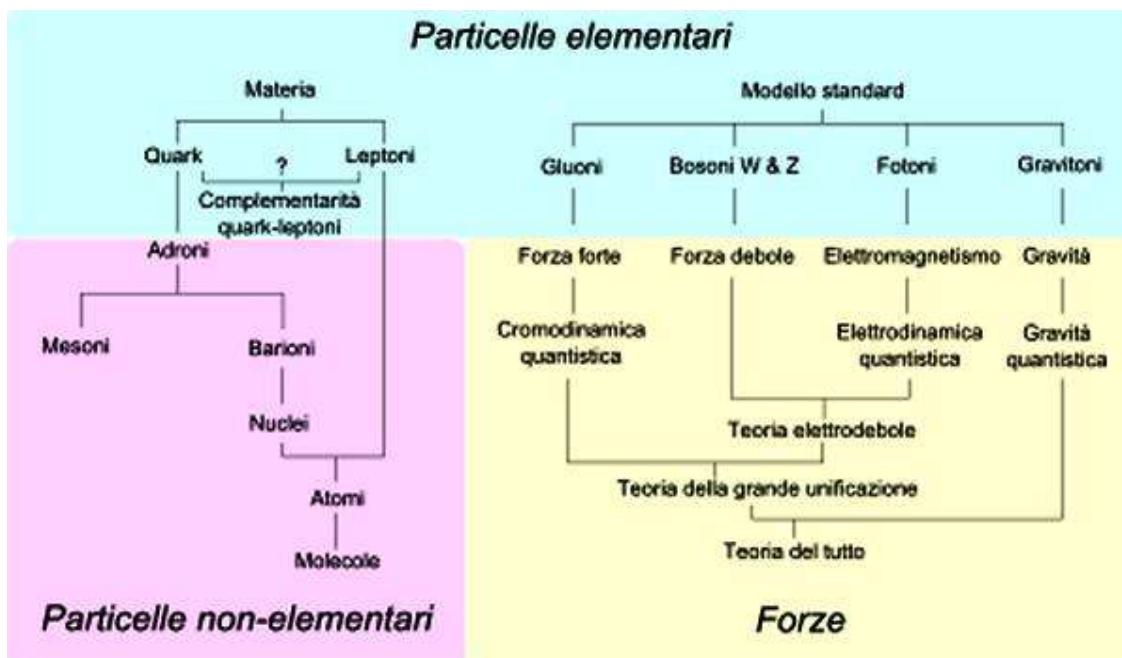 Particelle elementari
Materia
Modello standard
Quark
?
Leptoni
Gluoni
Bosoni W & Z
Fotoni
Gravitoni
Complementarità
quark-leptoni
Adroni
Forza forte
Forza debole
Elettromagnetismo
Gravità
Mesoni
Barioni
Cromodinamica
quantistica
Elettrodinamica
quantistica
Gravità
quantistica
Nuclei
Teoria elettrodebole
Atomi
Teoria della grande unificazione
Molecole
Teoria del tutto
Particelle non-elementari
Forze